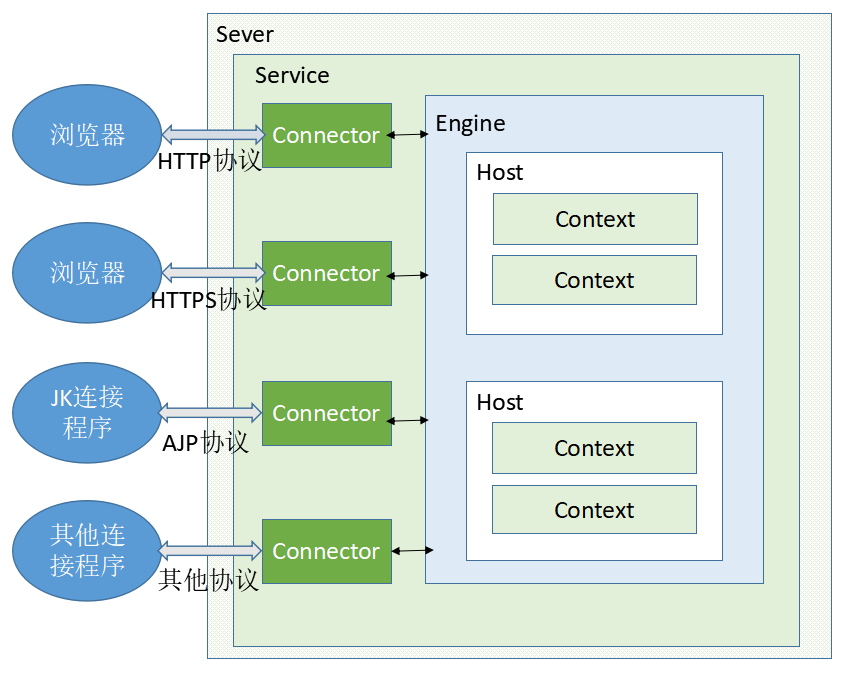 Sever
Service
浏览器
HTTP协议
Connector
Engine
Host
Context
Context
浏览器
HTTPS协议
Connector
JK连接
程序
AJP协议
Connector
Host
Context
Context
其他连
接程序
其他协议
Connector